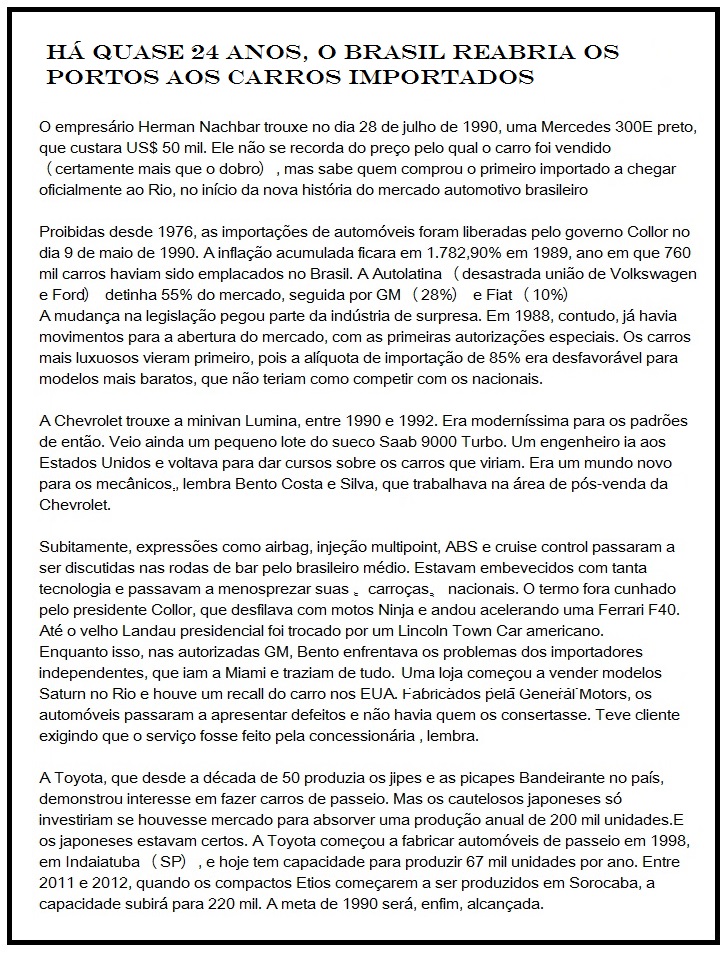 HÁ QUASE 24 ANOS, O BRASIL REABRIA OS
PORTOS AOS CARROS IMPORTADOS
O empresário Herman Nachbar trouxe no dia 28 de julho de 1990, uma Mercedes 300E preto,
que custara US$ 50 mil. Ele não se recorda do preço pelo qual o carro foi vendido
(certamente mais que o dobro) , mas sabe quem comprou o primeiro importado a chegar
oficialmente ao Rio, no início da nova história do mercado automotivo brasileiro
Proibidas desde 1976, as importações de automóveis foram liberadas pelo governo Collor no
dia 9 de maio de 1990. A inflação acumulada ficara em 1.782,90% em 1989, ano em que 760
mil carros haviam sido emplacados no Brasil. A Autolatina (desastrada união de Volkswagen
e Ford) detinha 55% do mercado, seguida por GM (28%) e Fiat (10%)
A mudança na legislação pegou parte da indústria de surpresa. Em 1988, contudo, já havia
movimentos para a abertura do mercado, com as primeiras autorizações especiais. Os carros
mais luxuosos vieram primeiro, pois a alíquota de importação de 85% era desfavorável para
modelos mais baratos, que não teriam como competir com os nacionais.
A Chevrolet trouxe a minivan Lumina, entre 1990 e 1992. Era moderníssima para os padrões
de então. Veio ainda um pequeno lote do sueco Saab 9000 Turbo. Um engenheiro ia aos
Estados Unidos e voltava para dar cursos sobre os carros que viriam. Era um mundo novo
para os mecânicos., lembra Bento Costa e Silva, que trabalhava na área de pós-venda da
Chevrolet.
Subitamente, expressões como airbag, injeção multipoint, ABS e cruise control passaram a
ser discutidas nas rodas de bar pelo brasileiro médio. Estavam embevecidos com tanta
tecnologia e passavam a menosprezar suas 。carroças。 nacionais. O termo fora cunhado
pelo presidente Collor, que desfilava com motos Ninja e andou acelerando uma Ferrari F40.
Até o velho Landau presidencial foi trocado por um Lincoln Town Car americano.
Enquanto isso, nas autorizadas GM, Bento enfrentava os problemas dos importadores
independentes, que iam a Miami e traziam de tudo. Uma loja começou a vender modelos
Saturn no Rio e houve um recall do carro nos EUA. Fabricados pela General Motors, os
automóveis passaram a apresentar defeitos e não havia quem os consertasse. Teve cliente
exigindo que o serviço fosse feito pela concessionária , lembra.
A Toyota, que desde a década de 50 produzia os jipes e as picapes Bandeirante no país,
demonstrou interesse em fazer carros de passeio. Mas os cautelosos japoneses só
investiriam se houvesse mercado para absorver uma produção anual de 200 mil unidades.E
os japoneses estavam certos. A Toyota começou a fabricar automóveis de passeio em 1998,
em Indaiatuba (SP) , e hoje tem capacidade para produzir 67 mil unidades por ano. Entre
2011 e 2012, quando os compactos Etios começarem a ser produzidos em Sorocaba, a
capacidade subirá para 220 mil. A meta de 1990 será, enfim, alcançada.